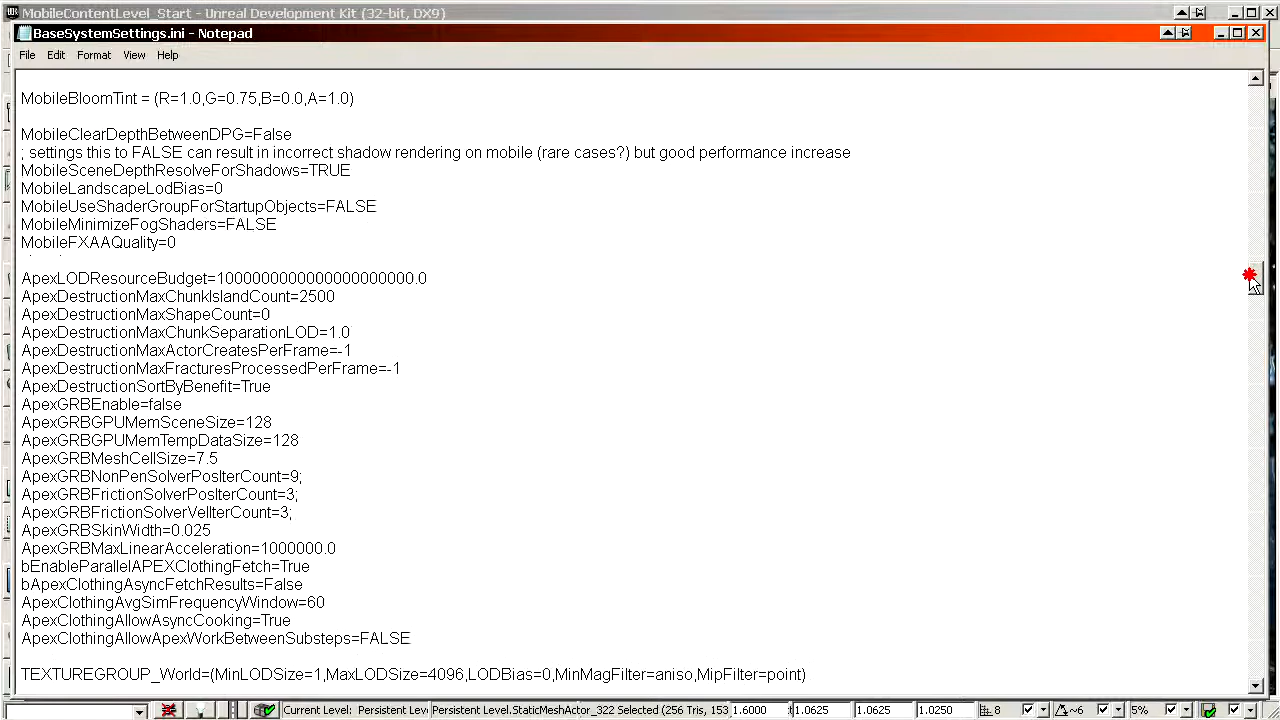 MobileContentLevel_Start - Unreal Development Kit (32-bit, DX9)
BaseSystemSettings.ini - Notepad
File Edit Format View Help
MobileBloomTint = (R=1.0,G=0.75,B=0.0,A=1.0)
MobileClearDepthBetweenDPG=False
; settings this to FALSE can result in incorrect shadow rendering on mobile (rare cases?) but good performance increase
MobileSceneDepthResolveForShadows=TRUE
MobileLandscapeLodBias=0
MobileUseShaderGroupForStartupObjects=FALSE
MobileMinimizeFogShaders=FALSE
MobileFXAAQuality=0
ApexLODResourceBudget=1000000000000000000000.0
ApexDestructionMaxChunkIslandCount=2500
ApexDestructionMaxShapeCount=0
ApexDestructionMaxChunkSeparationLOD=1.0
ApexDestructionMaxActorCreatesPerFrame=-1
ApexDestructionMaxFracturesProcessedPerFrame=-1
ApexDestructionSortByBenefit=True
ApexGRBEnable=false
ApexGRBGPUMemSceneSize=128
ApexGRBGPUMemTempDataSize=128
ApexGRBMeshCellSize=7.5
ApexGRBNonPenSolverPosIterCount=9;
ApexGRBFrictionSolverPosIterCount=3;
ApexGRBFrictionSolverVelIterCount=3;
ApexGRBSkinWidth=0.025
ApexGRBMaxLinearAcceleration=1000000.0
bEnableParallelAPEXClothingFetch=True
bApexClothingAsyncFetchResults=False
ApexClothingAvgSimFrequencyWindow=60
ApexClothingAllowAsyncCooking=True
ApexClothingAllowApexWorkBetweenSubsteps=FALSE
TEXTUREGROUP_World=(MinLODSize=1,MaxLODSize=4096,LODBias=0,MinMagFilter=aniso,MipFilter=point)
Current Level: Persistent Level Persistent Level.StaticMeshActor_322 Selected (256 Tris, 153 1.6000 1.0625 1.0625 1.0250 8 6 5%